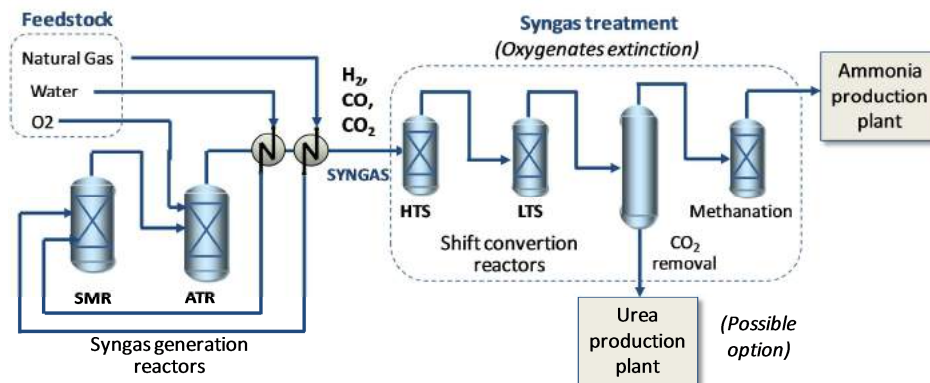 Feedstock
Natural Gas
Water
O2
H2,
CO,
CO2
SYNGAS
SMR
ATR
Syngas generation
reactors
Syngas treatment
(Oxygenates extinction)
HTS
LTS
Methanation
Shift convertion
reactors
CO2
removal
Ammonia
production
plant
Urea
production
plant
(Possible
option)